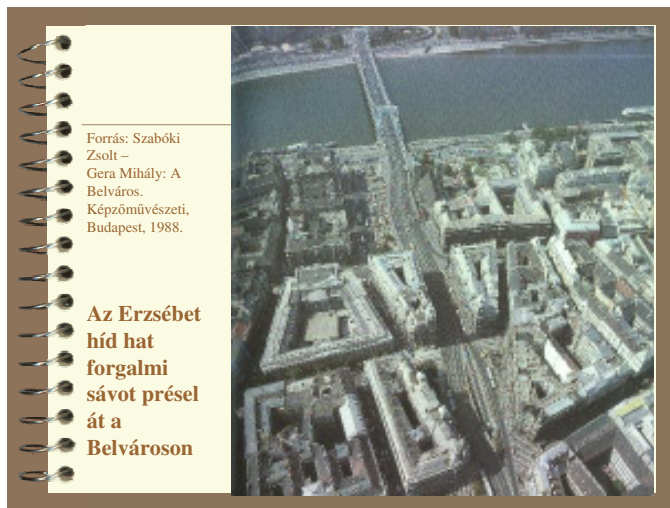 Forrás: Szabóki
Zsolt –
Gera Mihály: A
Belváros.
Képzőművészeti,
Budapest, 1988.
Az Erzsébet
híd hat
forgalmi
sávot présel
át a
Belvároson